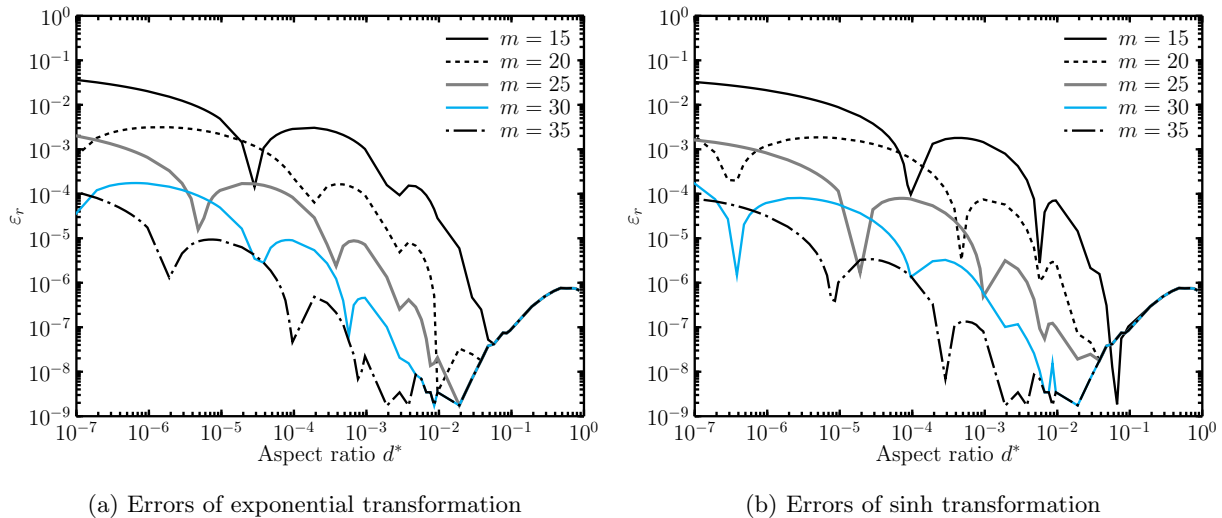 10^0
10^{-1}
10^{-2}
10^{-3}
10^{-4}
10^{-5}
10^{-6}
10^{-7}
10^{-8}
10^{-9}
ε_r
m = 15
m = 20
m = 25
m = 30
m = 35
10^{-7} 10^{-6} 10^{-5} 10^{-4} 10^{-3} 10^{-2} 10^{-1} 10^0
Aspect ratio d*
(a) Errors of exponential transformation
10^0
10^{-1}
10^{-2}
10^{-3}
10^{-4}
10^{-5}
10^{-6}
10^{-7}
10^{-8}
10^{-9}
ε_r
m = 15
m = 20
m = 25
m = 30
m = 35
10^{-7} 10^{-6} 10^{-5} 10^{-4} 10^{-3} 10^{-2} 10^{-1} 10^0
Aspect ratio d*
(b) Errors of sinh transformation